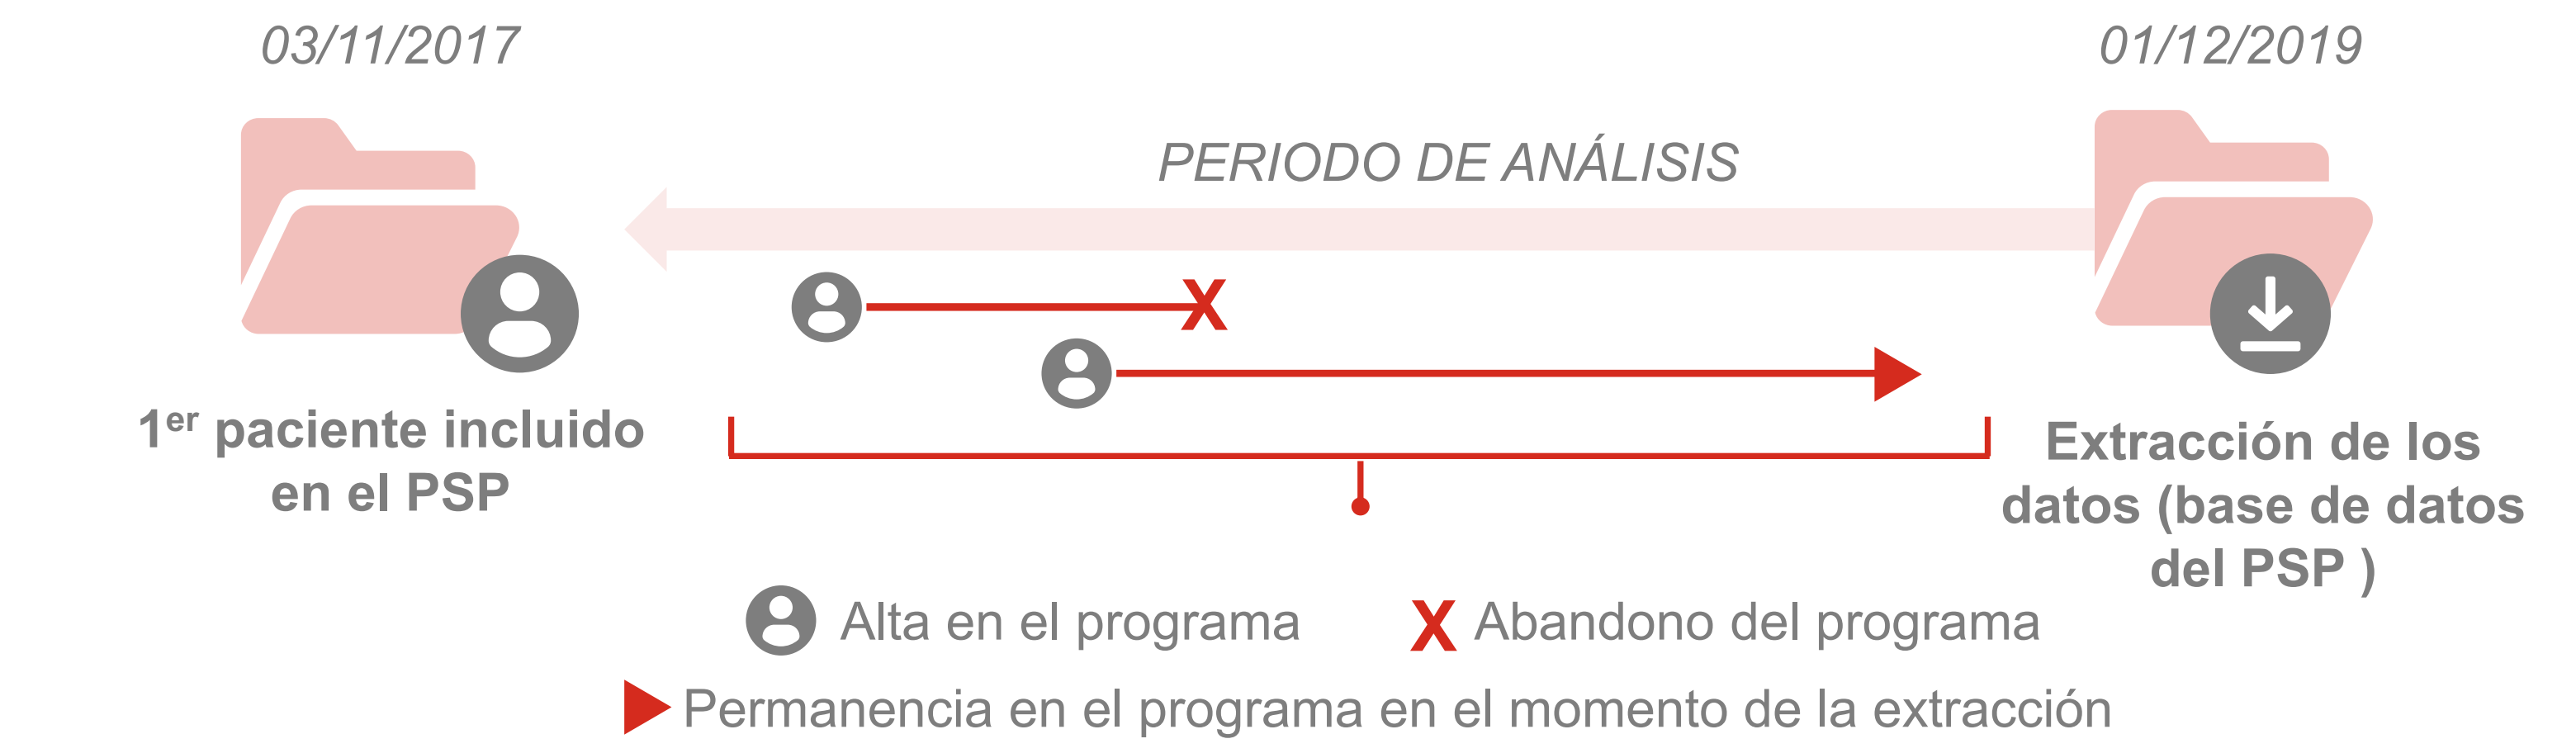 03/11/2017
01/12/2019
PERIODO DE ANÁLISIS
1er paciente incluido
en el PSP
Extracción de los
datos (base de datos
del PSP )
Alta en el programa
X Abandono del programa
Permanencia en el programa en el momento de la extracción